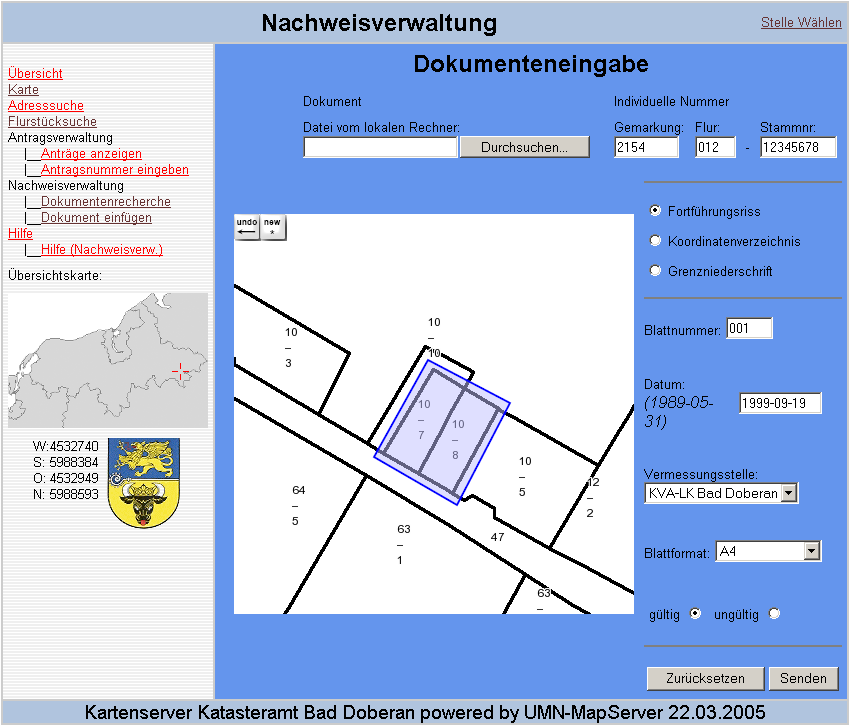 Nachweisverwaltung
Stelle Wählen
Übersicht
Karte
Adresssuche
Flurstücksuche
Antragsverwaltung
|__Anträge anzeigen
|__Antragsnummer eingeben
Nachweisverwaltung
|__Dokumentenrecherche
|__Dokument einfügen
Hilfe
|__Hilfe (Nachweisverw.)
Übersichtskarte:
W:4532740
S: 5988384
O: 4532949
N: 5988593
Dokumenteneingabe
Dokument
Individuelle Nummer
Datei vom lokalen Rechner:
Gemarkung: Flur: Stammnr:
Durchsuchen...
2154 012 - 12345678
undo new
*
10
–
3
10
–
10
10
–
7
10
–
8
10
–
5
12
–
2
64
–
5
63
–
1
47
63
–
Fortführungsriss
Koordinatenverzeichnis
Grenzniederschrift
Blattnummer: 001
Datum:
(1989-05-
31)
1999-09-19
Vermessungsstelle:
KVA-LK Bad Doberan
Blattformat: A4
gültig ungültig
Zurücksetzen Senden
Kartenserver Katasteramt Bad Doberan powered by UMN-MapServer 22.03.2005